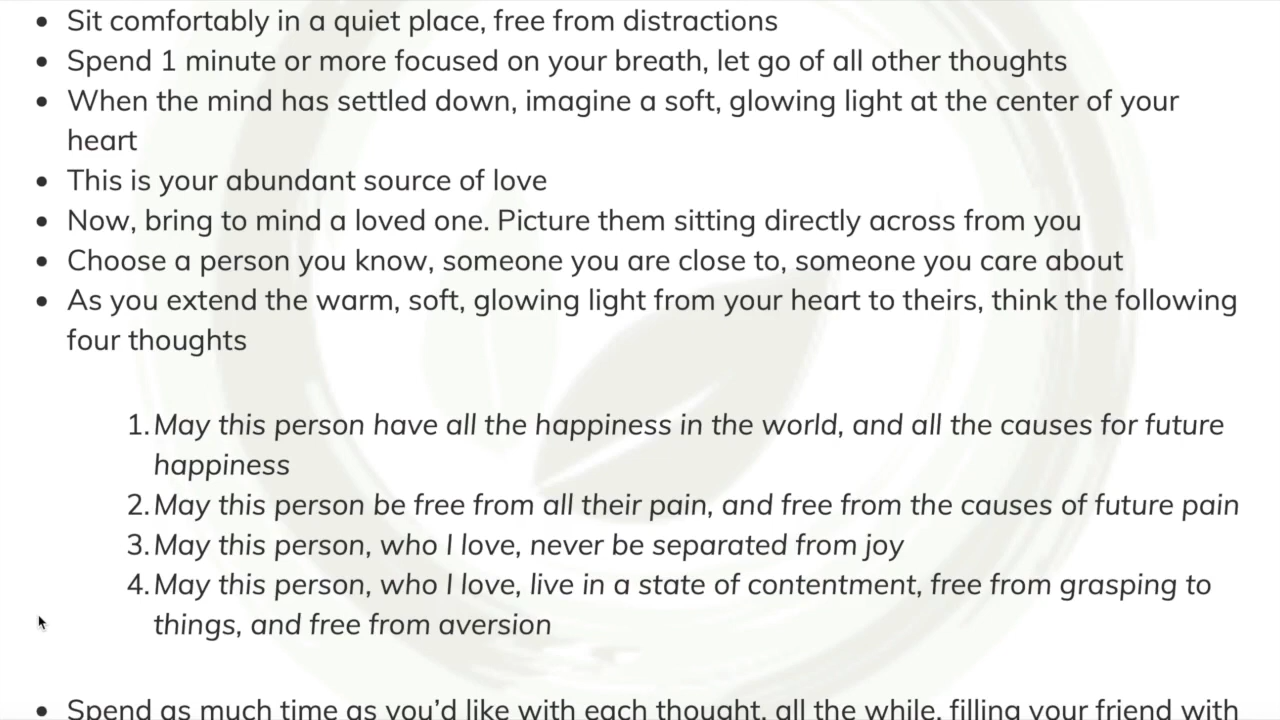 • Sit comfortably in a quiet place, free from distractions
• Spend 1 minute or more focused on your breath, let go of all other thoughts
• When the mind has settled down, imagine a soft, glowing light at the center of your
heart
• This is your abundant source of love
• Now, bring to mind a loved one. Picture them sitting directly across from you
• Choose a person you know, someone you are close to, someone you care about
• As you extend the warm, soft, glowing light from your heart to theirs, think the following
four thoughts
1. May this person have all the happiness in the world, and all the causes for future
happiness
2. May this person be free from all their pain, and free from the causes of future pain
3. May this person, who I love, never be separated from joy
4. May this person, who I love, live in a state of contentment, free from grasping to
things, and free from aversion
• Spend as much time as you’d like with each thought, all the while, filling your friend with